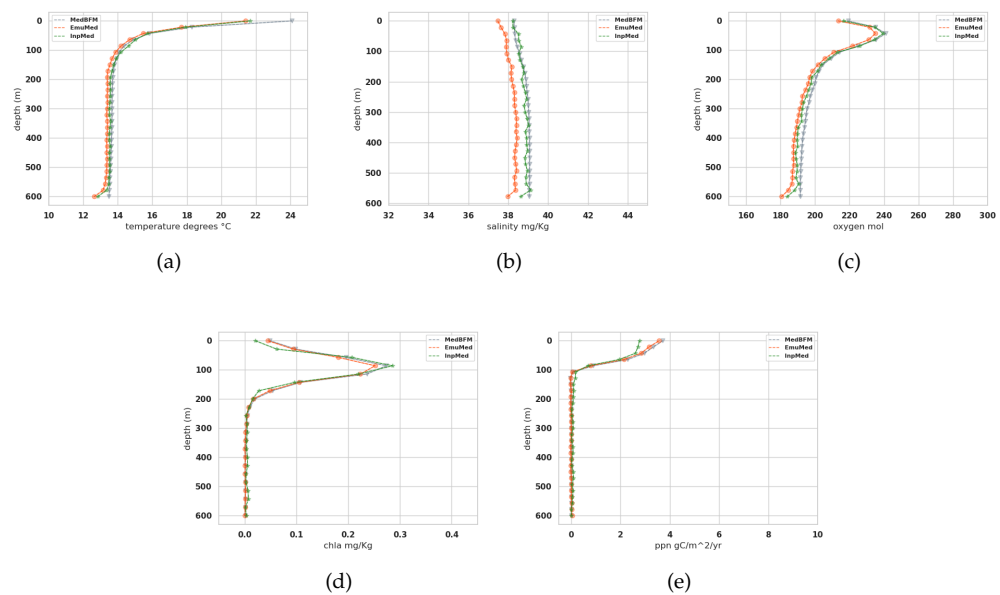 MedBFM
EmuMed
InpMed
0
100
200
300
400
500
600
depth (m)
10 12 14 16 18 20 22 24
temperature degrees °C
(a)
MedBFM
EmuMed
InpMed
0
100
200
300
400
500
600
depth (m)
32 34 36 38 40 42 44
salinity mg/Kg
(b)
MedBFM
EmuMed
InpMed
0
100
200
300
400
500
600
depth (m)
160 180 200 220 240 260 280 300
oxygen mol
(c)
MedBFM
EmuMed
InpMed
0
100
200
300
400
500
600
depth (m)
0.0 0.1 0.2 0.3 0.4
chla mg/Kg
(d)
MedBFM
EmuMed
InpMed
0
100
200
300
400
500
600
depth (m)
0 2 4 6 8 10
ppn gC/m^2/yr
(e)